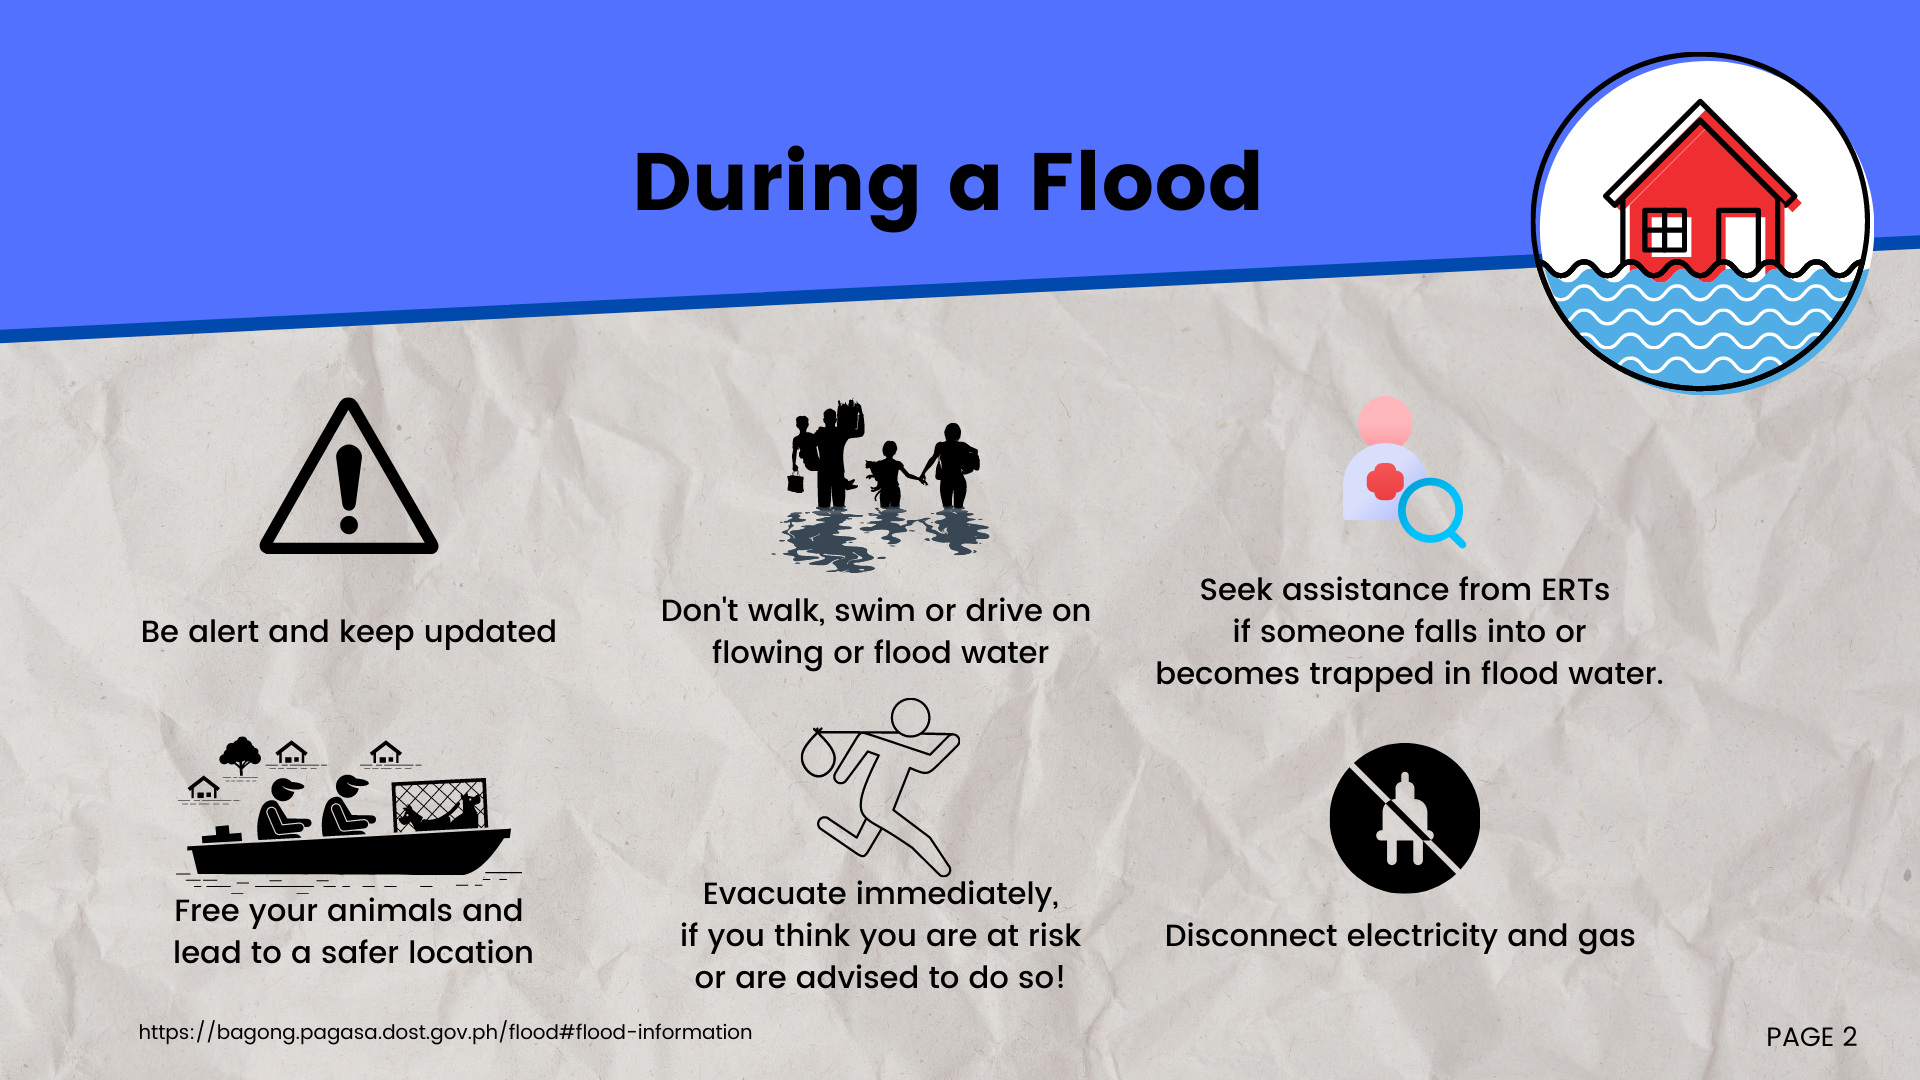 During a Flood
Be alert and keep updated
Don't walk, swim or drive on
flowing or flood water
Seek assistance from ERTs
if someone falls into or
becomes trapped in flood water.
Free your animals and
lead to a safer location
Evacuate immediately,
if you think you are at risk
or are advised to do so!
Disconnect electricity and gas
https://bagong.pagasa.dost.gov.ph/flood#flood-information
PAGE 2